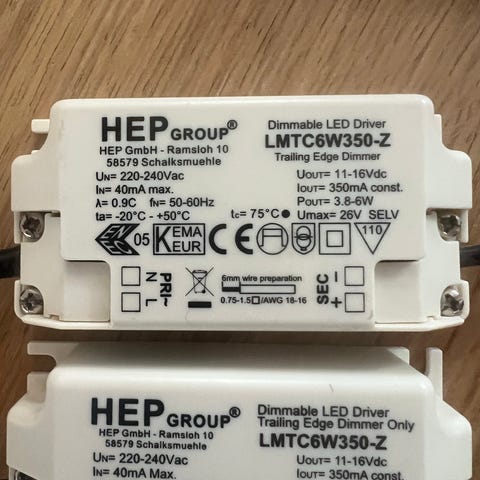 HEP GROUP®
HEP GmbH - Ramsloh 10
58579 Schalksmuehle
UN= 220-240Vac
IN= 40mA max.
λ= 0.9C fN= 50-60Hz
ta= -20°C - +50°C tc= 75°C
Dimmable LED Driver
LMTC6W350-Z
Trailing Edge Dimmer
UOUT= 11-16Vdc
IOUT= 350mA const.
POUT= 3.8-6W
Umax= 26V SELV
05 KEMA EUR CE 110
N L PRI~
6mm wire preparation
0.75-1.5□/AWG 18-16
SEC − +
HEP GROUP®
HEP GmbH - Ramsloh 10
58579 Schalksmuehle
UN= 220-240Vac
IN= 40mA max.
Dimmable LED Driver
Trailing Edge Dimmer Only
LMTC6W350-Z
UOUT= 11-16Vdc
IOUT= 350mA const.